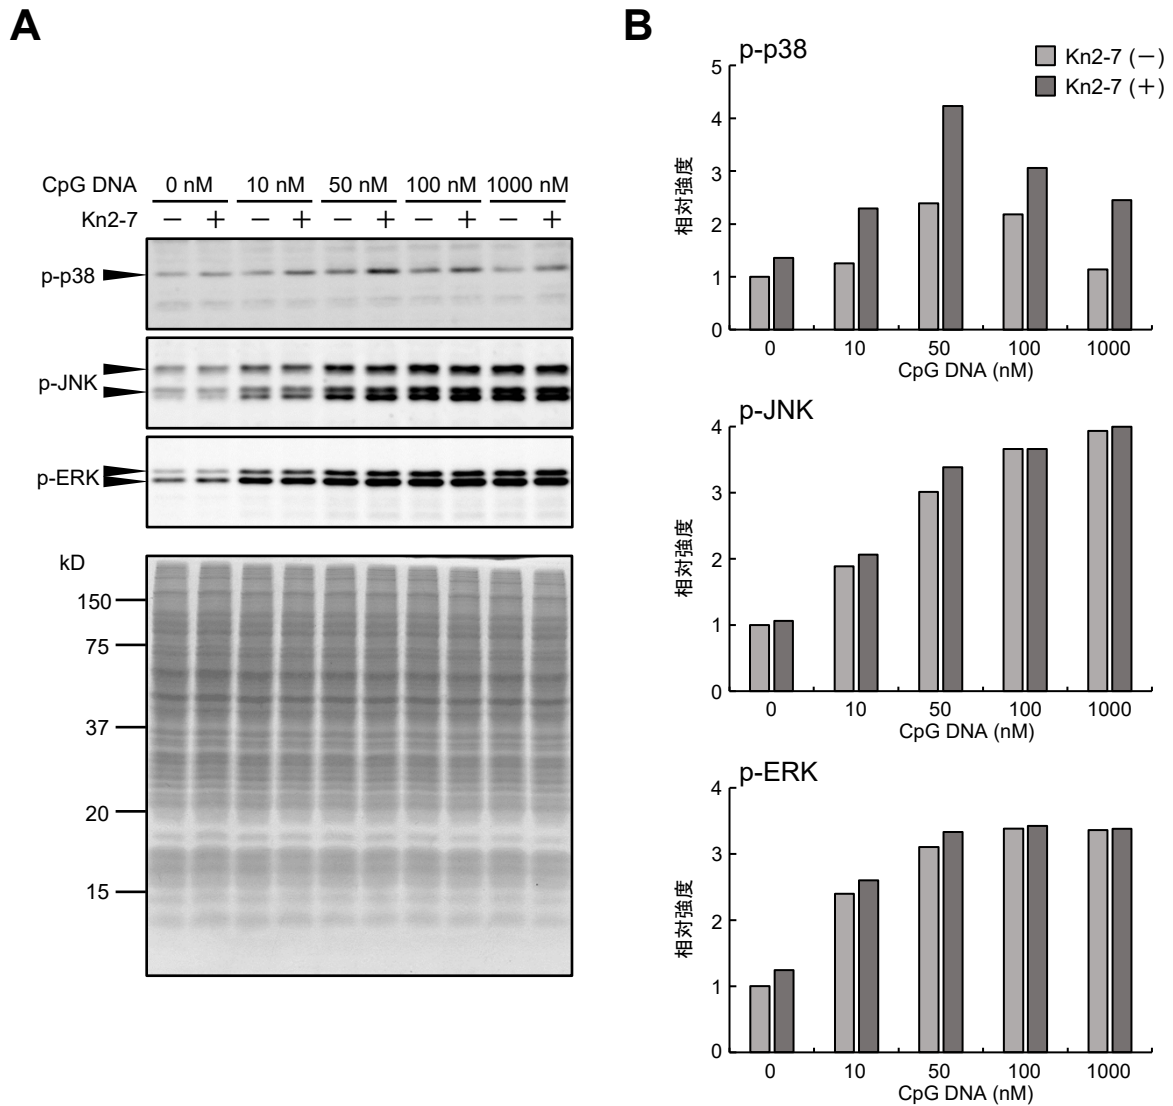 A
CpG DNA 0 nM 10 nM 50 nM 100 nM 1000 nM
Kn2-7 － ＋ － ＋ － ＋ － ＋ － ＋
p-p38
p-JNK
p-ERK
kD
150
75
37
20
15
B
p-p38
Kn2-7 (－)
Kn2-7 (＋)
相対強度
5
4
3
2
1
0
0 10 50 100 1000
CpG DNA (nM)
p-JNK
相対強度
4
3
2
1
0
0 10 50 100 1000
CpG DNA (nM)
p-ERK
相対強度
4
3
2
1
0
0 10 50 100 1000
CpG DNA (nM)